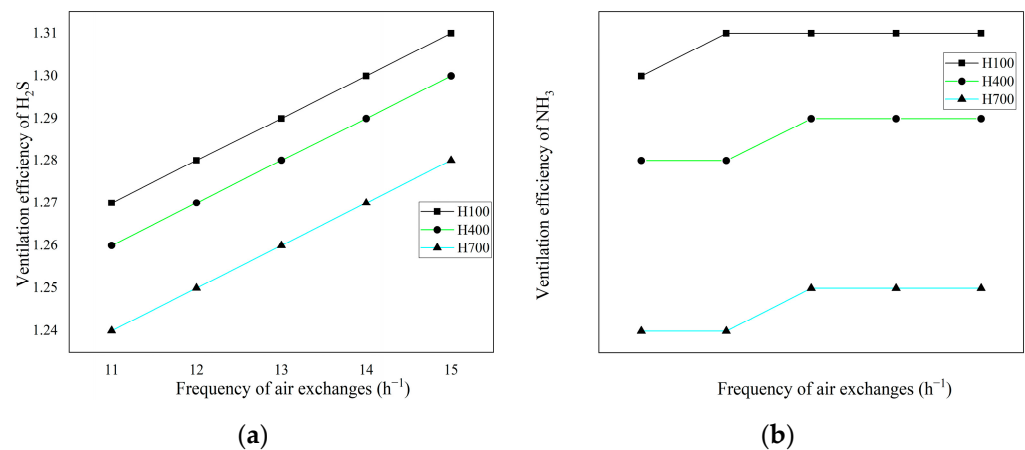 1.31
1.30
1.29
1.28
1.27
1.26
1.25
1.24
Ventilation efficiency of H₂S
H100
H400
H700
11 12 13 14 15
Frequency of air exchanges (h⁻¹)
(a)
Ventilation efficiency of NH₃
H100
H400
H700
Frequency of air exchanges (h⁻¹)
(b)